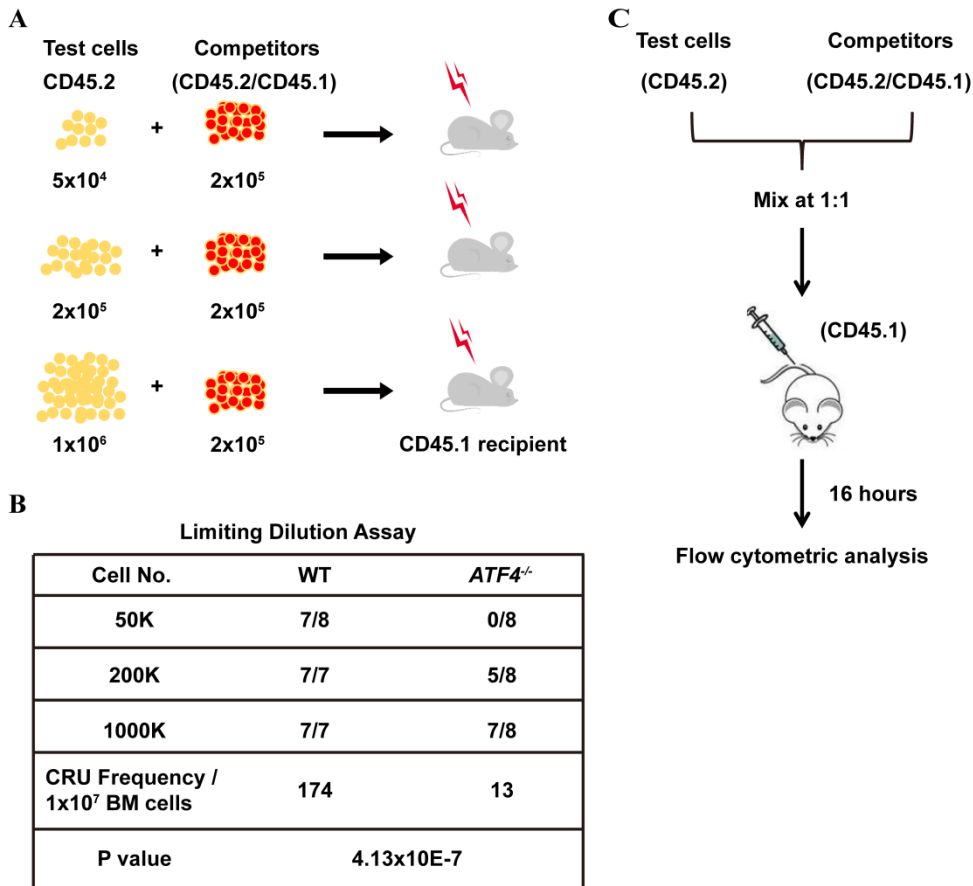 A
Test cells Competitors
CD45.2 (CD45.2/CD45.1)
+
5x10⁴ 2x10⁵
+
2x10⁵ 2x10⁵
+
1x10⁶ 2x10⁵ CD45.1 recipient
B
Limiting Dilution Assay
Cell No. WT ATF4⁻/⁻
50K 7/8 0/8
200K 7/7 5/8
1000K 7/7 7/8
CRU Frequency /
1x10⁷ BM cells 174 13
P value 4.13x10E-7
C
Test cells Competitors
(CD45.2) (CD45.2/CD45.1)
Mix at 1:1
(CD45.1)
16 hours
Flow cytometric analysis